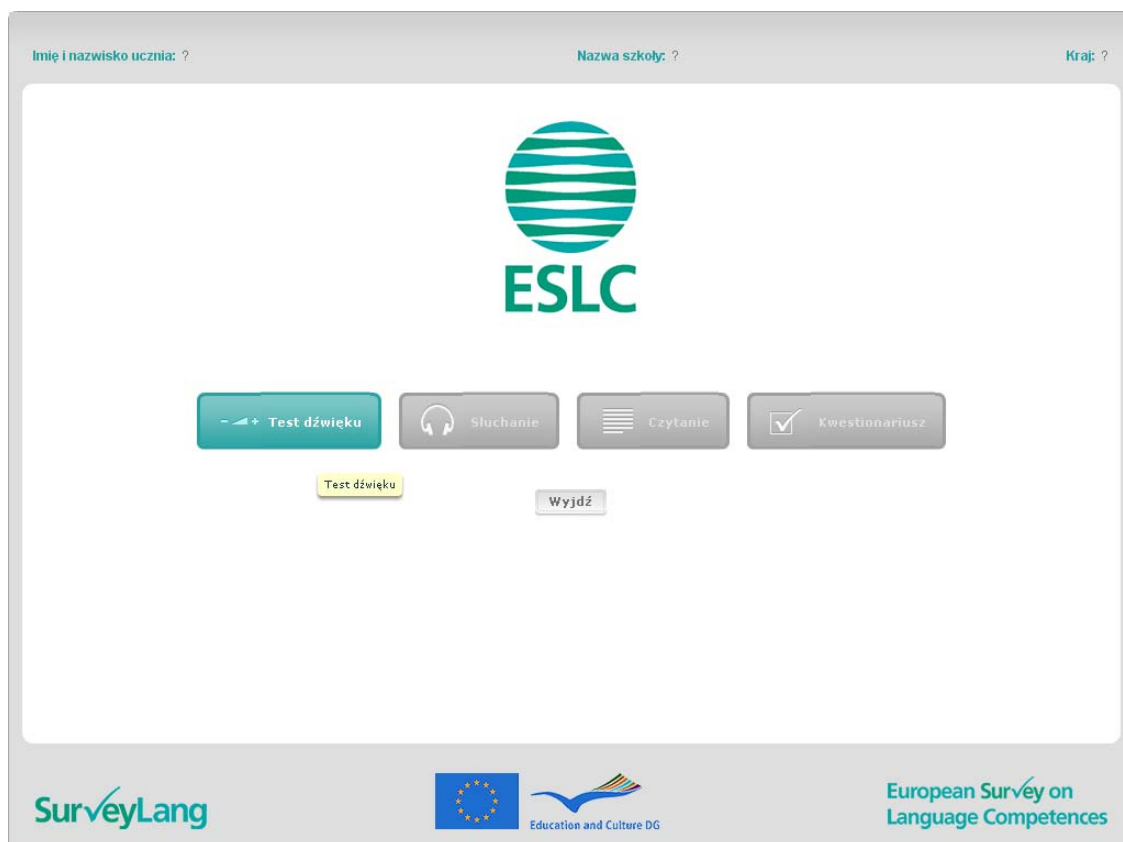 Imię i nazwisko ucznia: ? Nazwa szkoły: ? Kraj: ?
ESLC
- + Test dźwięku Słuchanie Czytanie Kwestionariusz
Test dźwięku
Wyjdź
SurveyLang
Education and Culture DG
European Survey on
Language Competences